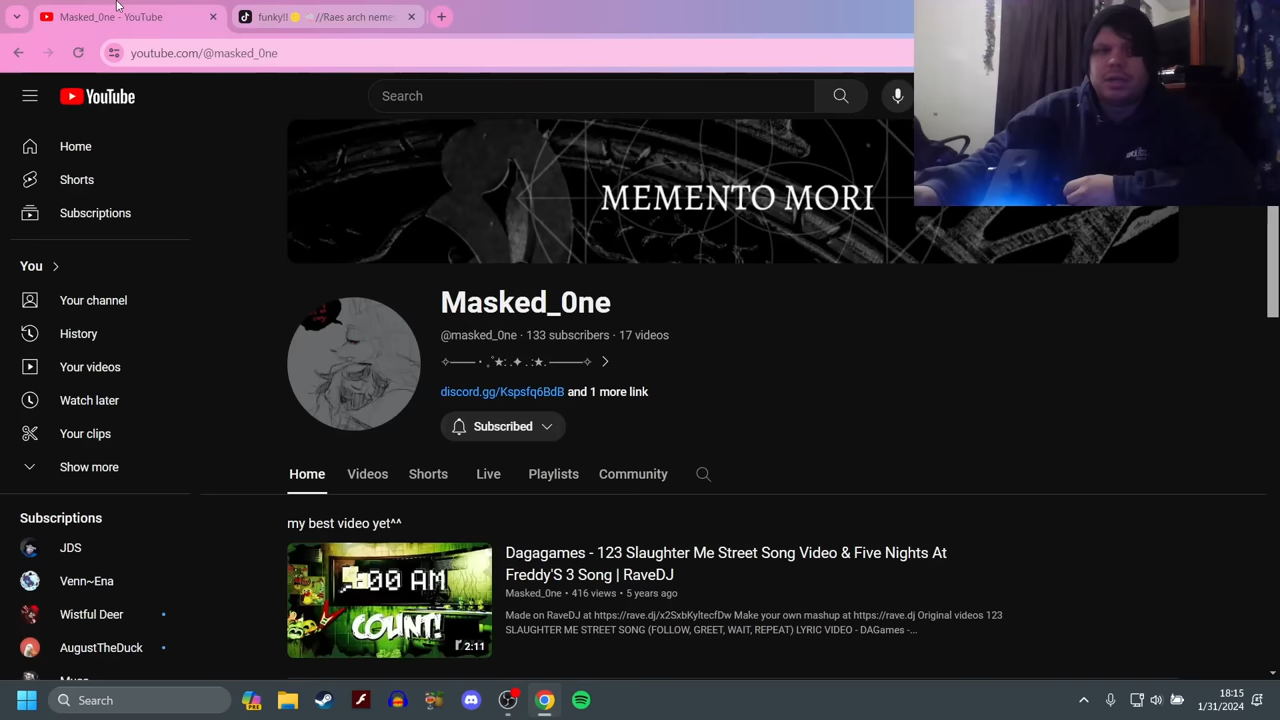 Masked_0ne - YouTube
funky!! //Raes arch neme
youtube.com/@masked_0ne
YouTube
Search
Home
Shorts
Subscriptions
You
Your channel
History
Your videos
Watch later
Your clips
Show more
Subscriptions
JDS
Venn~Ena
Wistful Deer
AugustTheDuck
MEMENTO MORI
Masked_0ne
@masked_0ne · 133 subscribers · 17 videos
discord.gg/Kspsfq6BdB and 1 more link
Subscribed
Home Videos Shorts Live Playlists Community
my best video yet^^
:00 AM
COUNT!
2:11
Dagagames - 123 Slaughter Me Street Song Video & Five Nights At
Freddy'S 3 Song | RaveDJ
Masked_0ne • 416 views • 5 years ago
Made on RaveDJ at https://rave.dj/x2SxbKyltecfDw Make your own mashup at https://rave.dj Original videos 123
SLAUGHTER ME STREET SONG (FOLLOW, GREET, WAIT, REPEAT) LYRIC VIDEO - DAGames -...
Search
PRE
18:15
1/31/2024